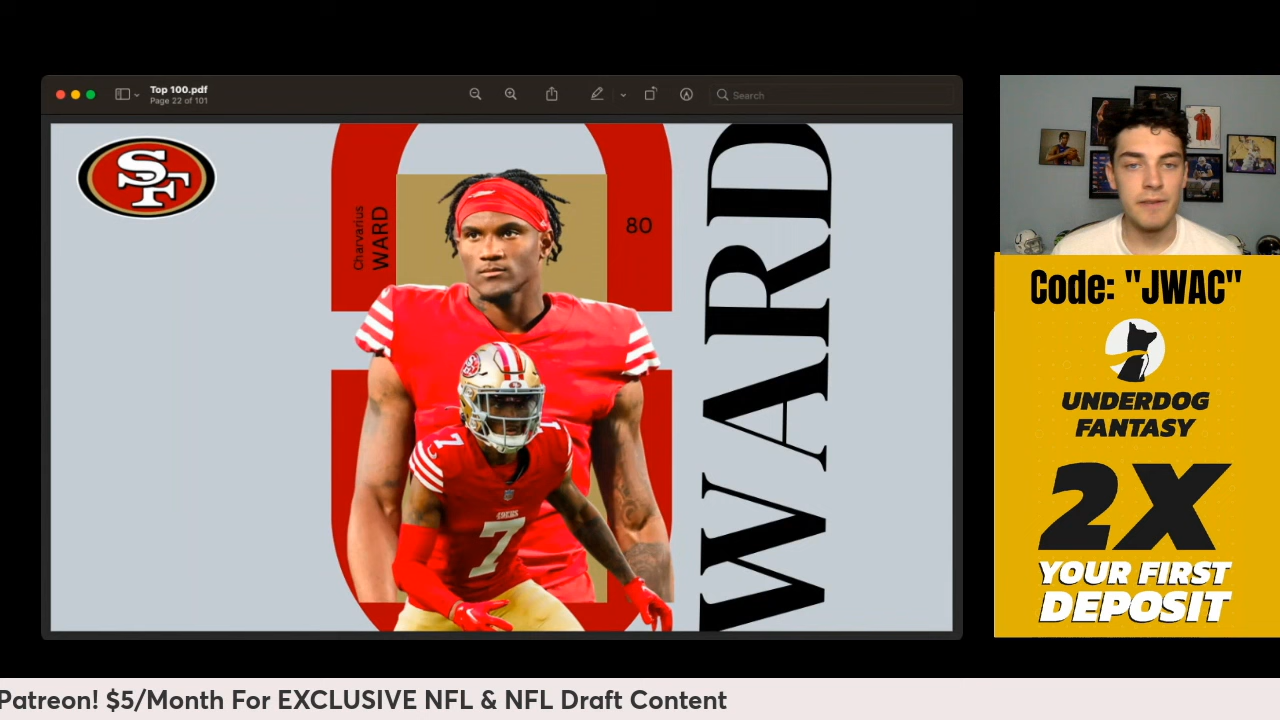 Top 100.pdf
Page 22 of 101
Search
SF
Charvarius
WARD
80
WARD
7
49ERS
7
Code: "JWAC"
UNDERDOG
FANTASY
2X
YOUR FIRST
DEPOSIT
Patreon! $5/Month For EXCLUSIVE NFL & NFL Draft Content